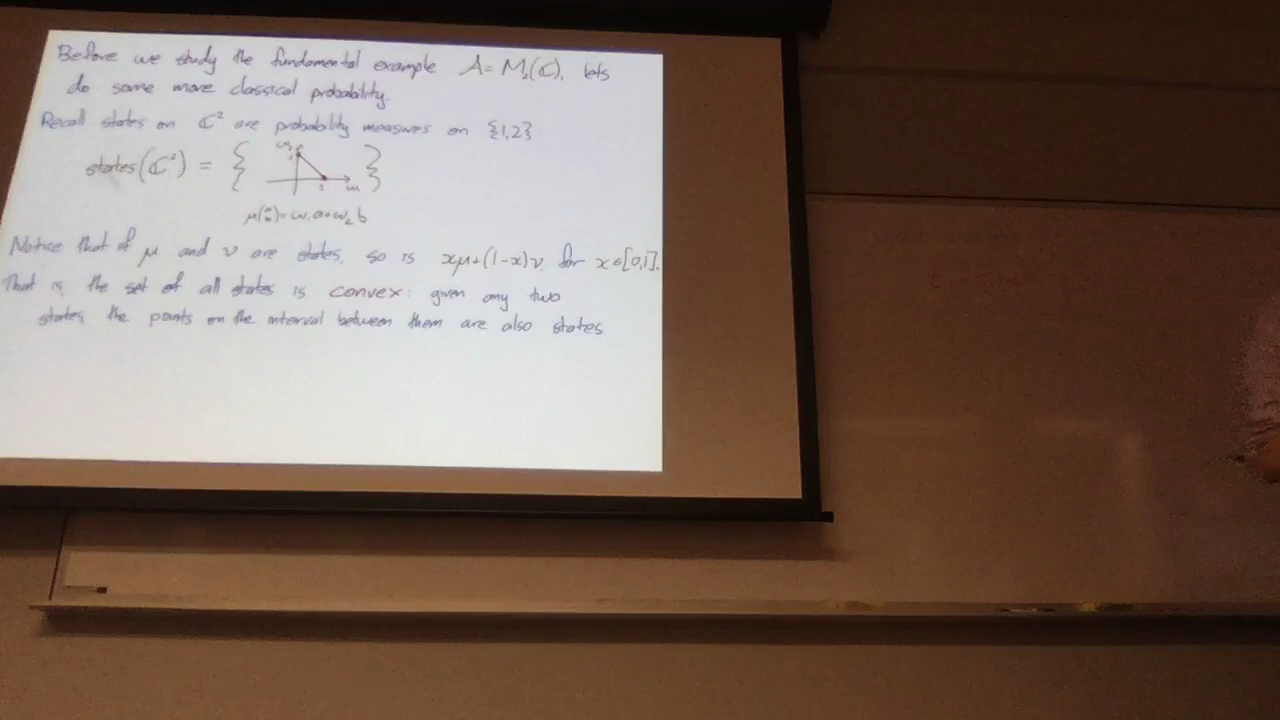 Before we study the fundamental example A = M₂(ℂ), lets
do some more classical probability.
Recall states on ℂ² are probability measures on {1,2}
states(ℂ²) = { }
μ(a b) = ω₁a + ω₂b
Notice that if μ and ν are states, so is xμ+(1-x)ν, for x∈[0,1].
That is, the set of all states is convex: given any two
states the points on the interval between them are also states.